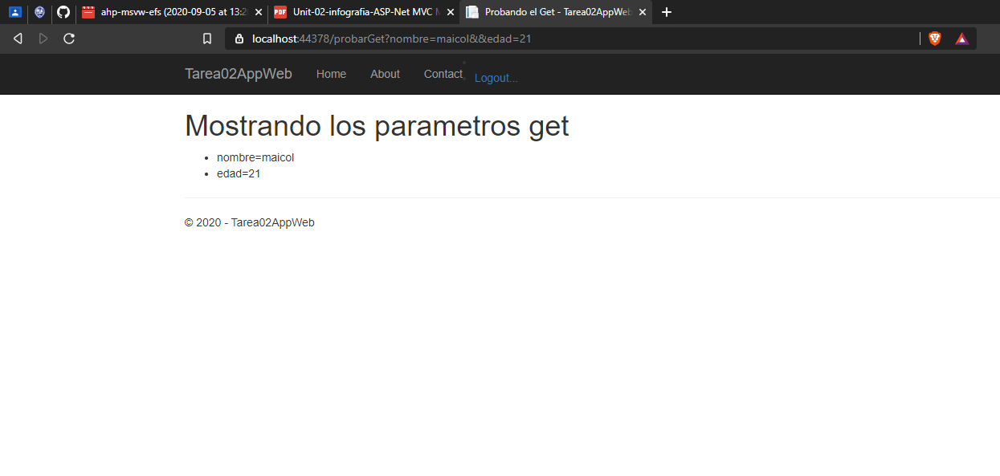 ahp-msvw-efs (2020-09-05 at 13:2
PDF Unit-02-infografia-ASP-Net MVC M
Probando el Get - Tarea02AppWeb
localhost:44378/probarGet?nombre=maicol&&edad=21
Tarea02AppWeb Home About Contact Logout...
Mostrando los parametros get
• nombre=maicol
• edad=21
© 2020 - Tarea02AppWeb